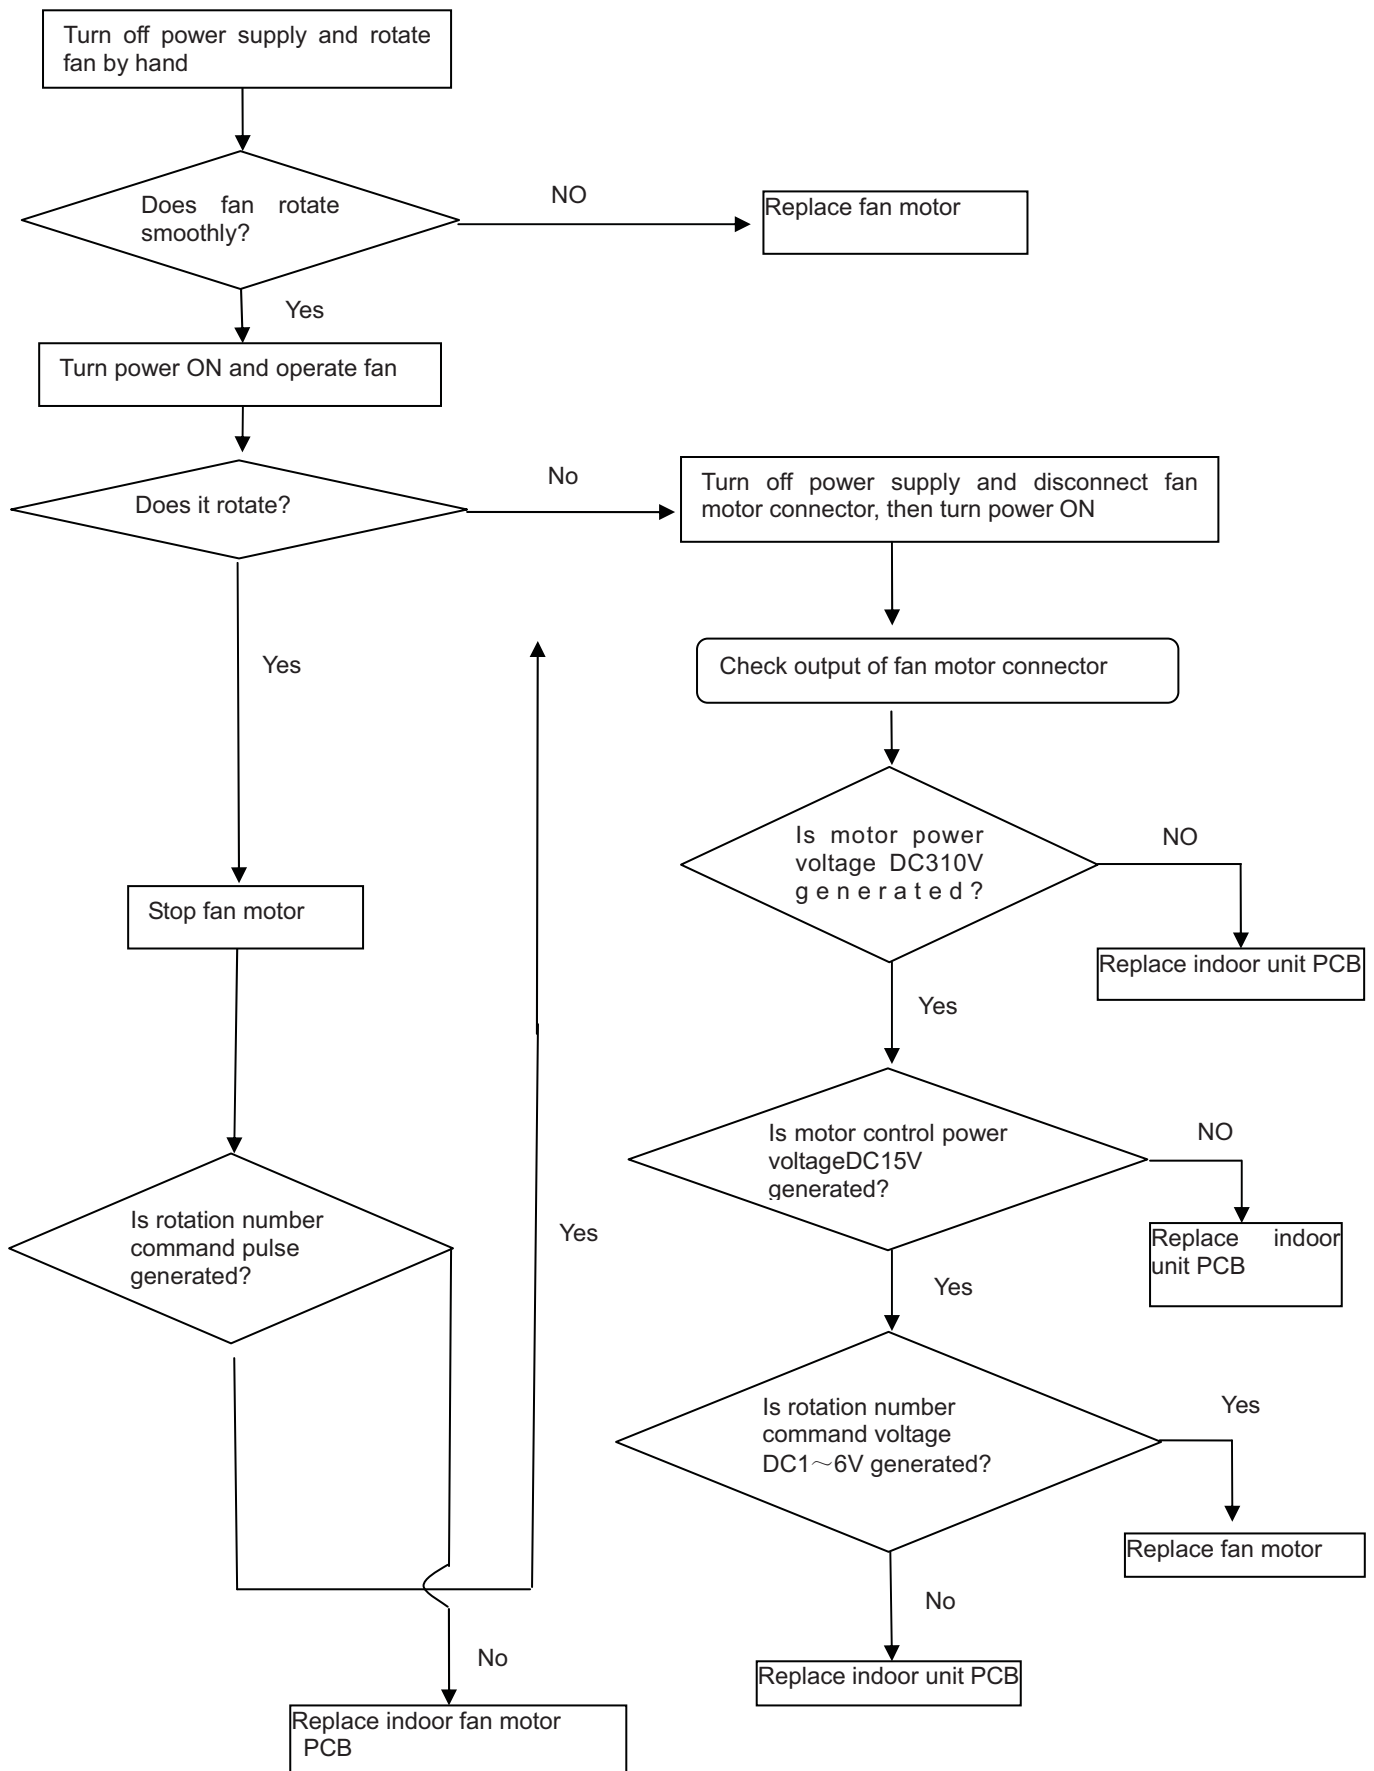 Turn off power supply and rotate
fan by hand
Does fan rotate
smoothly?
NO
Replace fan motor
Yes
Turn power ON and operate fan
Does it rotate?
No
Turn off power supply and disconnect fan
motor connector, then turn power ON
Yes
Check output of fan motor connector
Is motor power
voltage DC310V
generated?
NO
Stop fan motor
Replace indoor unit PCB
Yes
Is motor control power
voltageDC15V
generated?
NO
Is rotation number
command pulse
generated?
Yes
Replace indoor
unit PCB
Yes
Is rotation number
command voltage
DC1～6V generated?
Yes
Replace fan motor
No
No
Replace indoor unit PCB
Replace indoor fan motor
PCB